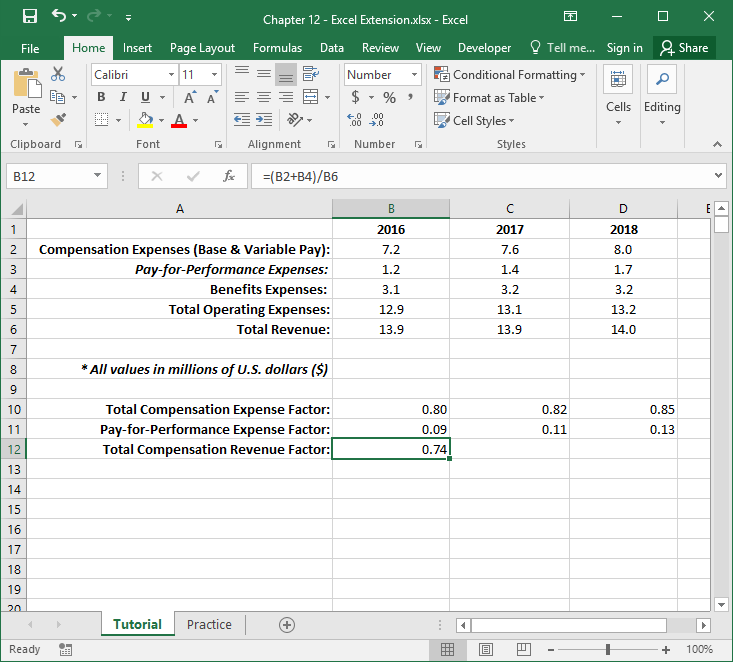 Chapter 12 - Excel Extension.xlsx - Excel
File Home Insert Page Layout Formulas Data Review View Developer Tell me... Sign in Share
Paste
Calibri 11
B I U A A
A
Number
$ % ,
.0 .00
.00 .0
Conditional Formatting
Format as Table
Cell Styles
Cells
Editing
Clipboard Font Alignment Number Styles
B12 fx =(B2+B4)/B6
A B C D E
1 2016 2017 2018
2 Compensation Expenses (Base & Variable Pay): 7.2 7.6 8.0
3 Pay-for-Performance Expenses: 1.2 1.4 1.7
4 Benefits Expenses: 3.1 3.2 3.2
5 Total Operating Expenses: 12.9 13.1 13.2
6 Total Revenue: 13.9 13.9 14.0
7
8 * All values in millions of U.S. dollars ($)
9
10 Total Compensation Expense Factor: 0.80 0.82 0.85
11 Pay-for-Performance Expense Factor: 0.09 0.11 0.13
12 Total Compensation Revenue Factor: 0.74
13
14
15
16
17
18
19
20
Tutorial Practice
Ready 100%